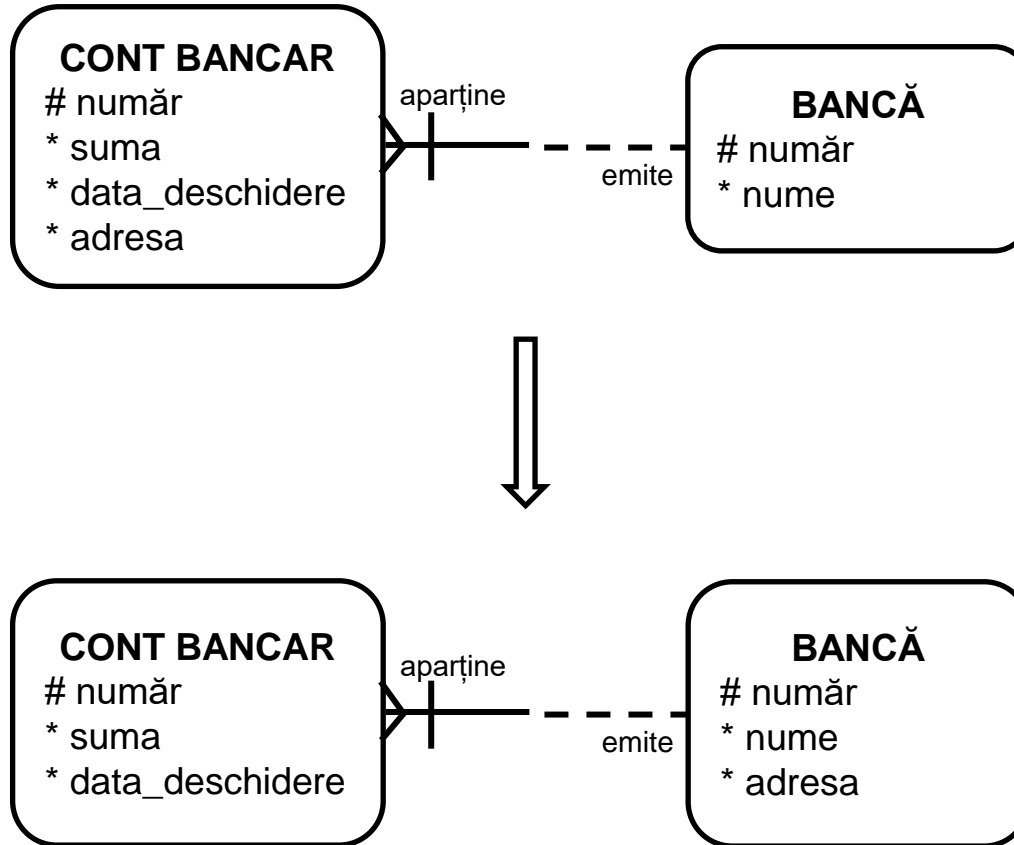 CONT BANCAR
# număr
* suma
* data_deschidere
* adresa
aparține
emite
BANCĂ
# număr
* nume
CONT BANCAR
# număr
* suma
* data_deschidere
aparține
emite
BANCĂ
# număr
* nume
* adresa